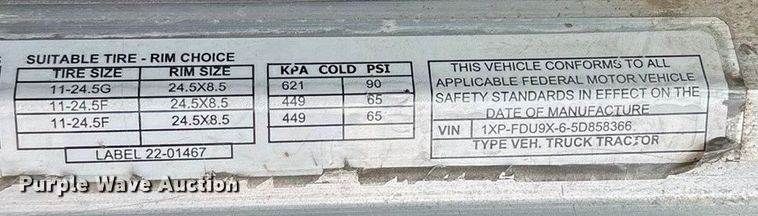 SUITABLE TIRE - RIM CHOICE
TIRE SIZE RIM SIZE KPA COLD PSI
11-24.5G 24.5X8.5 621 90
11-24.5F 24.5X8.5 449 65
11-24.5F 24.5X8.5 449 65
LABEL 22-01467
THIS VEHICLE CONFORMS TO ALL
APPLICABLE FEDERAL MOTOR VEHICLE
SAFETY STANDARDS IN EFFECT ON THE
DATE OF MANUFACTURE
VIN 1XP-FDU9X-6-5D858366
TYPE VEH. TRUCK TRACTOR
Purple Wave Auction